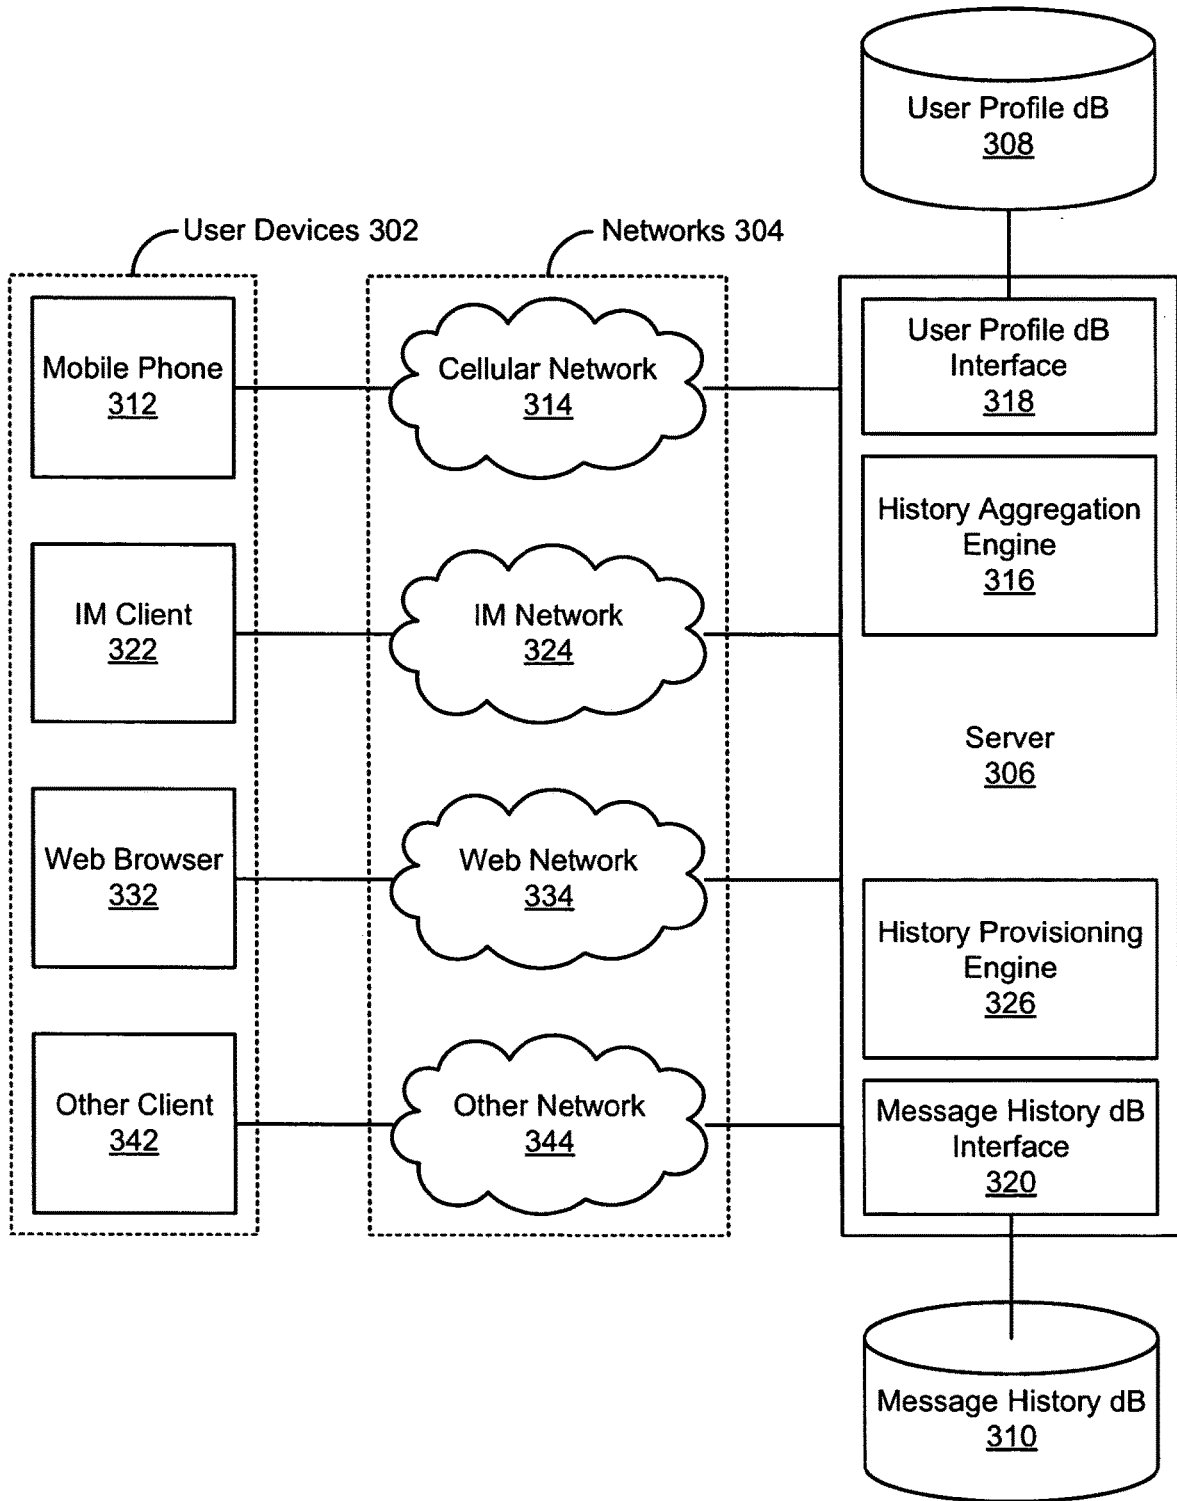 User Profile dB
308
User Devices 302
Networks 304
Mobile Phone
312
Cellular Network
314
User Profile dB
Interface
318
History Aggregation
Engine
316
IM Client
322
IM Network
324
Server
306
Web Browser
332
Web Network
334
History Provisioning
Engine
326
Other Client
342
Other Network
344
Message History dB
Interface
320
Message History dB
310